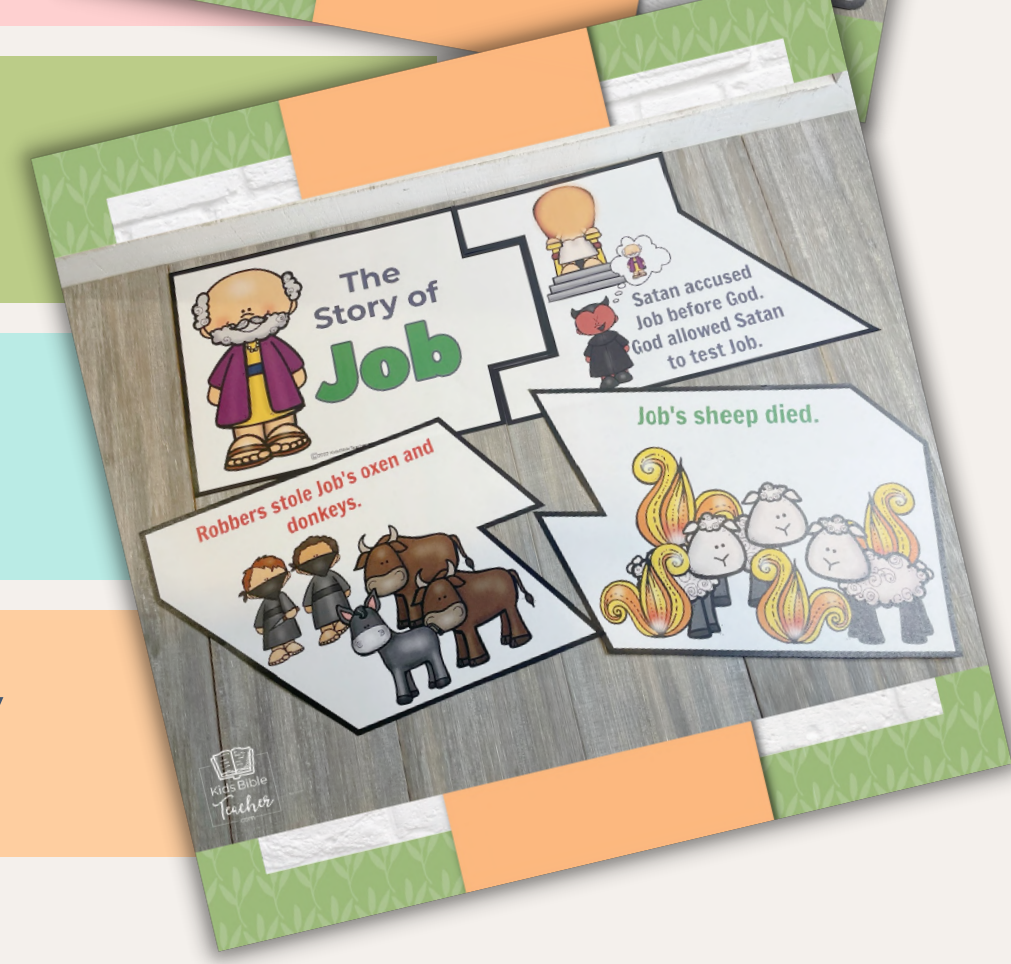 The
Story of
Job
Satan accused
Job before God.
God allowed Satan
to test Job.
Robbers stole Job's oxen and
donkeys.
Job's sheep died.
Kids Bible
Teacher
.com